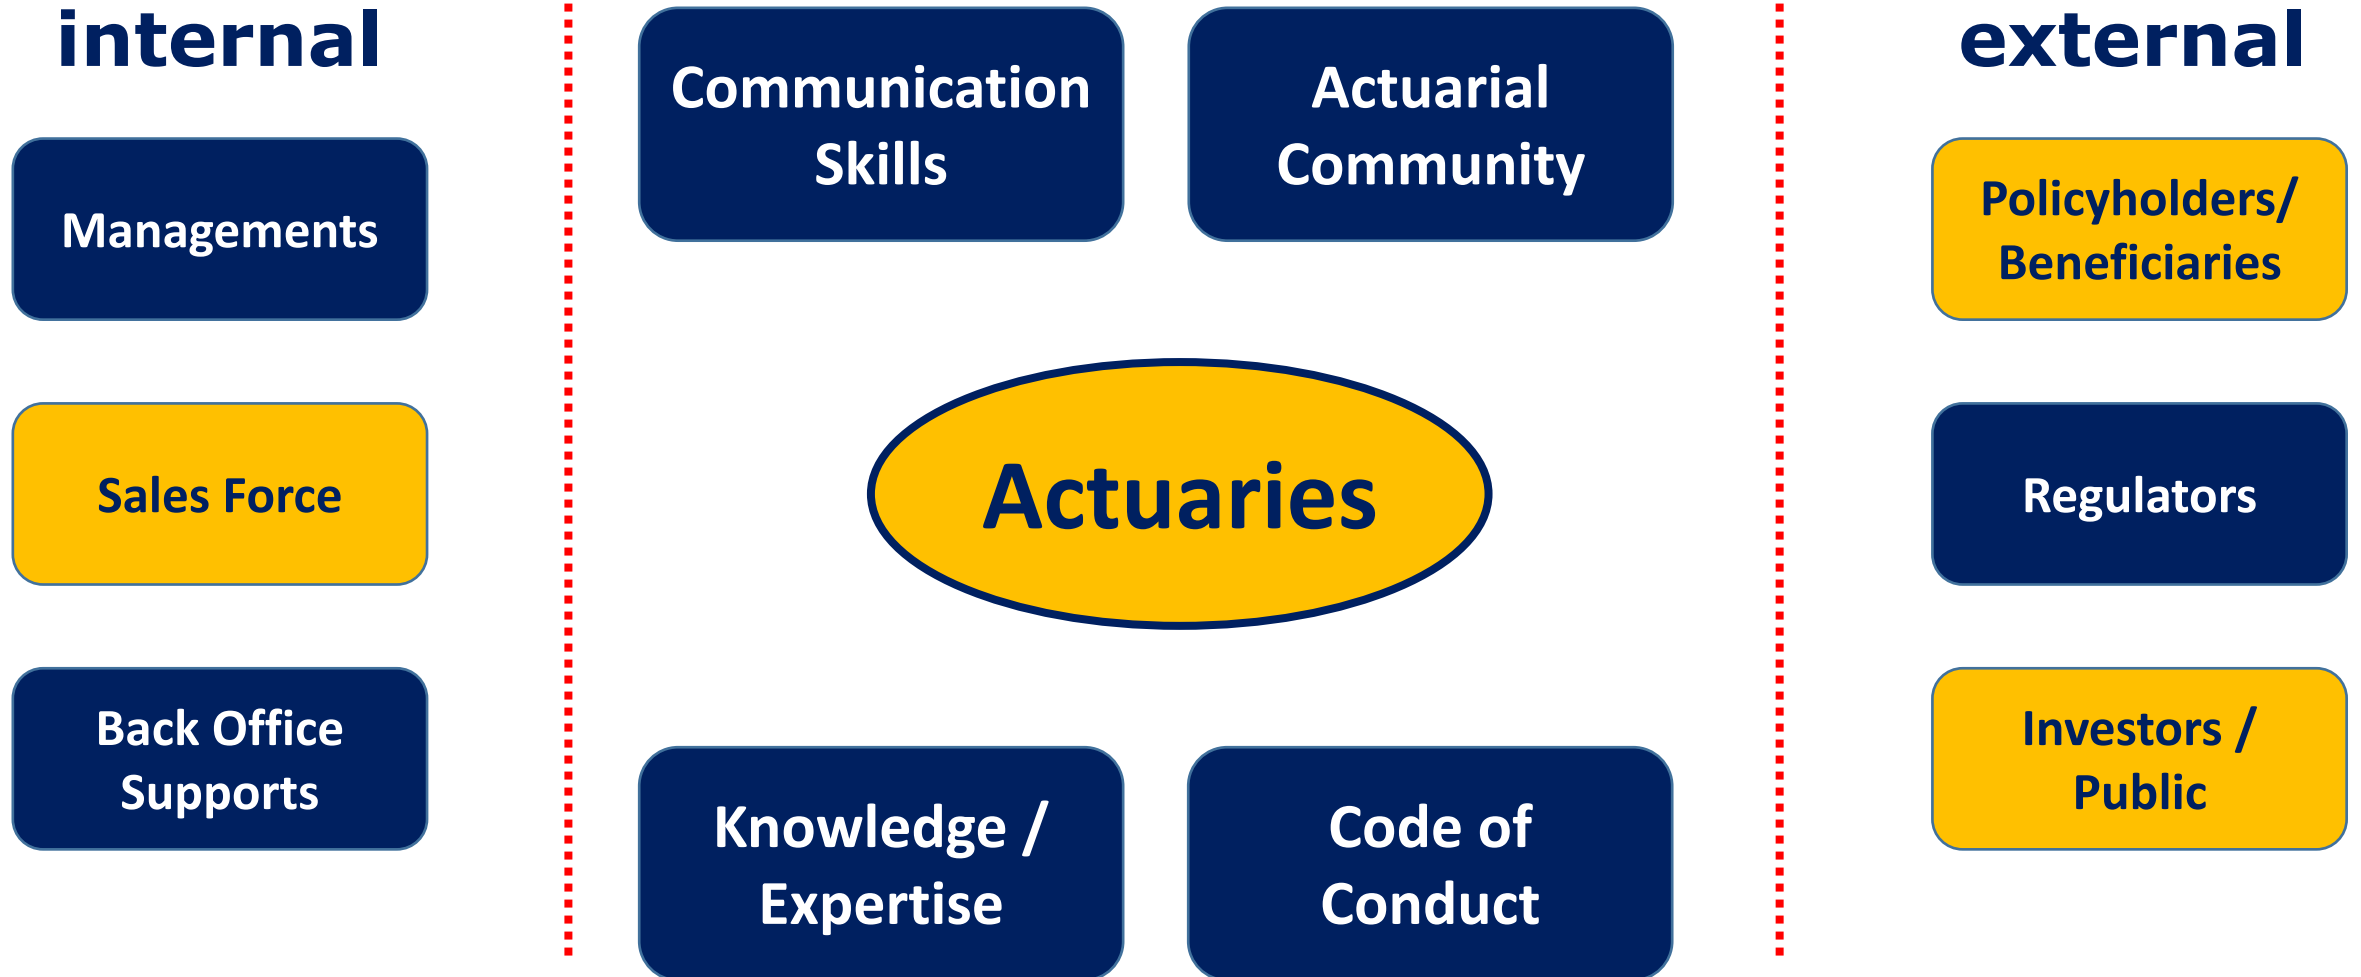 internal
Managements
Sales Force
Back Office
Supports
Communication
Skills
Actuarial
Community
Actuaries
Knowledge /
Expertise
Code of
Conduct
external
Policyholders/
Beneficiaries
Regulators
Investors /
Public